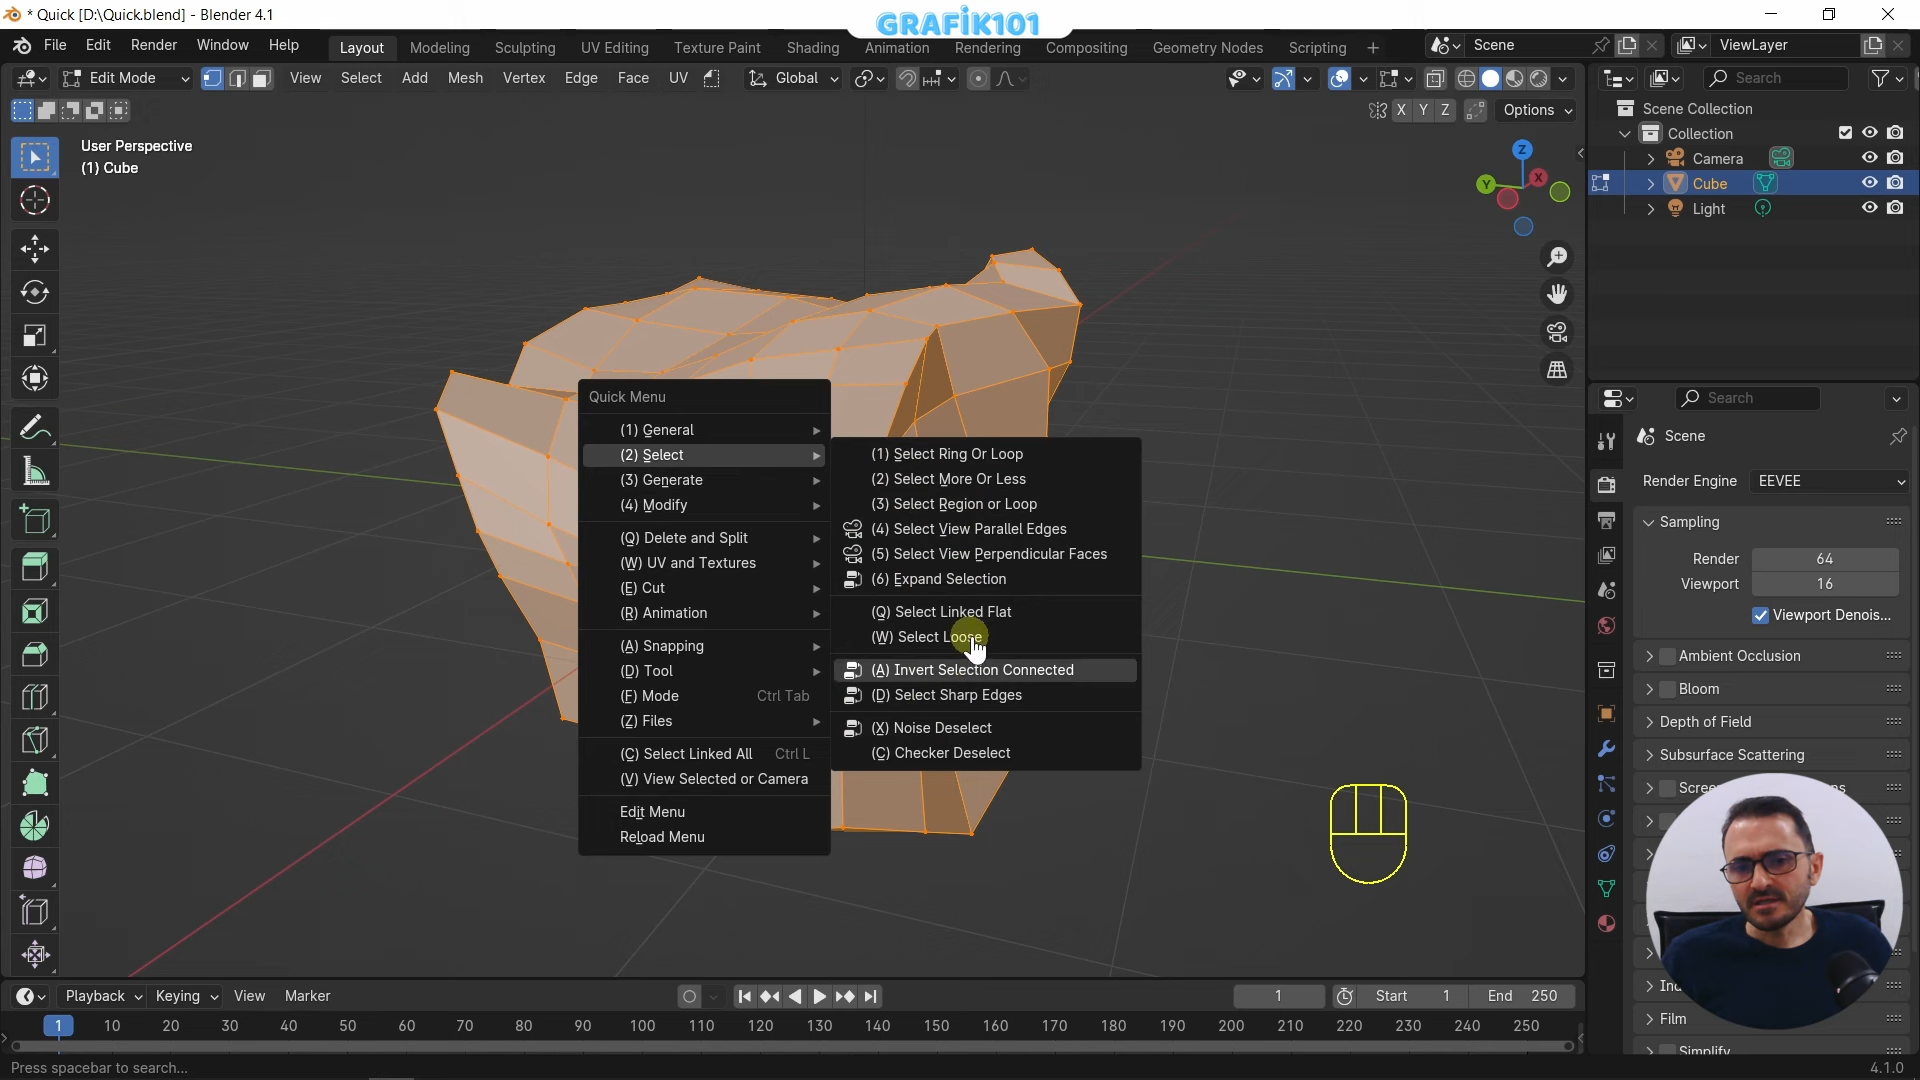 * Quick [D:\Quick.blend] - Blender 4.1
GRAFİK101
File Edit Render Window Help
Layout Modeling Sculpting UV Editing Texture Paint Shading Animation Rendering Compositing Geometry Nodes Scripting +
Scene
ViewLayer
Edit Mode
View Select Add Mesh Vertex Edge Face UV
Global
Search
X Y Z
Options
User Perspective
(1) Cube
Z
Y
X
Scene Collection
Collection
Camera
Cube
Light
Quick Menu
(1) General
(2) Select
(3) Generate
(4) Modify
(Q) Delete and Split
(W) UV and Textures
(E) Cut
(R) Animation
(A) Snapping
(D) Tool
(F) Mode Ctrl Tab
(Z) Files
(C) Select Linked All Ctrl L
(V) View Selected or Camera
Edit Menu
Reload Menu
(1) Select Ring Or Loop
(2) Select More Or Less
(3) Select Region or Loop
(4) Select View Parallel Edges
(5) Select View Perpendicular Faces
(6) Expand Selection
(Q) Select Linked Flat
(W) Select Loose
(A) Invert Selection Connected
(D) Select Sharp Edges
(X) Noise Deselect
(C) Checker Deselect
Search
Scene
Render Engine EEVEE
Sampling
Render 64
Viewport 16
Viewport Denois...
Ambient Occlusion
Bloom
Depth of Field
Subsurface Scattering
Film
Simplify
Playback Keying View Marker
1
Start 1
End 250
1 10 20 30 40 50 60 70 80 90 100 110 120 130 140 150 160 170 180 190 200 210 220 230 240 250
Press spacebar to search...
4.1.0